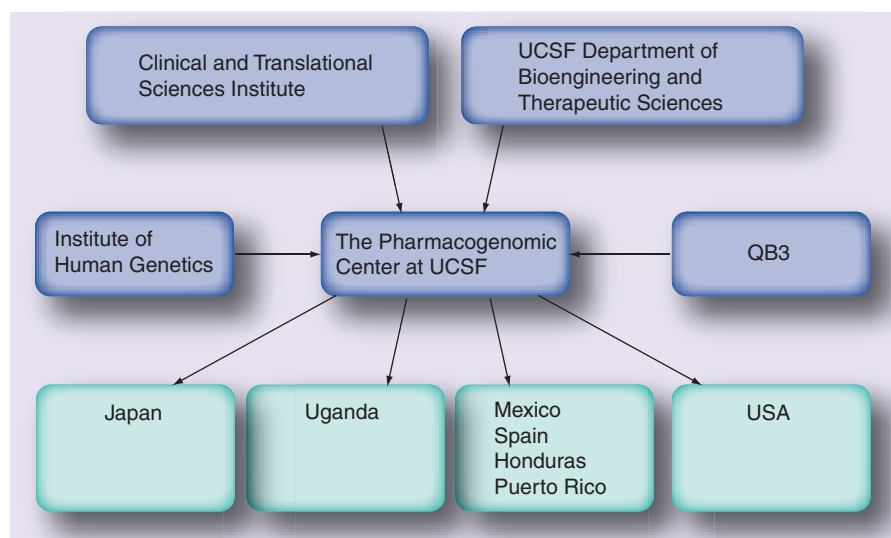 Clinical and Translational
Sciences Institute
UCSF Department of
Bioengineering and
Therapeutic Sciences
Institute of
Human Genetics
The Pharmacogenomic
Center at UCSF
QB3
Japan
Uganda
Mexico
Spain
Honduras
Puerto Rico
USA